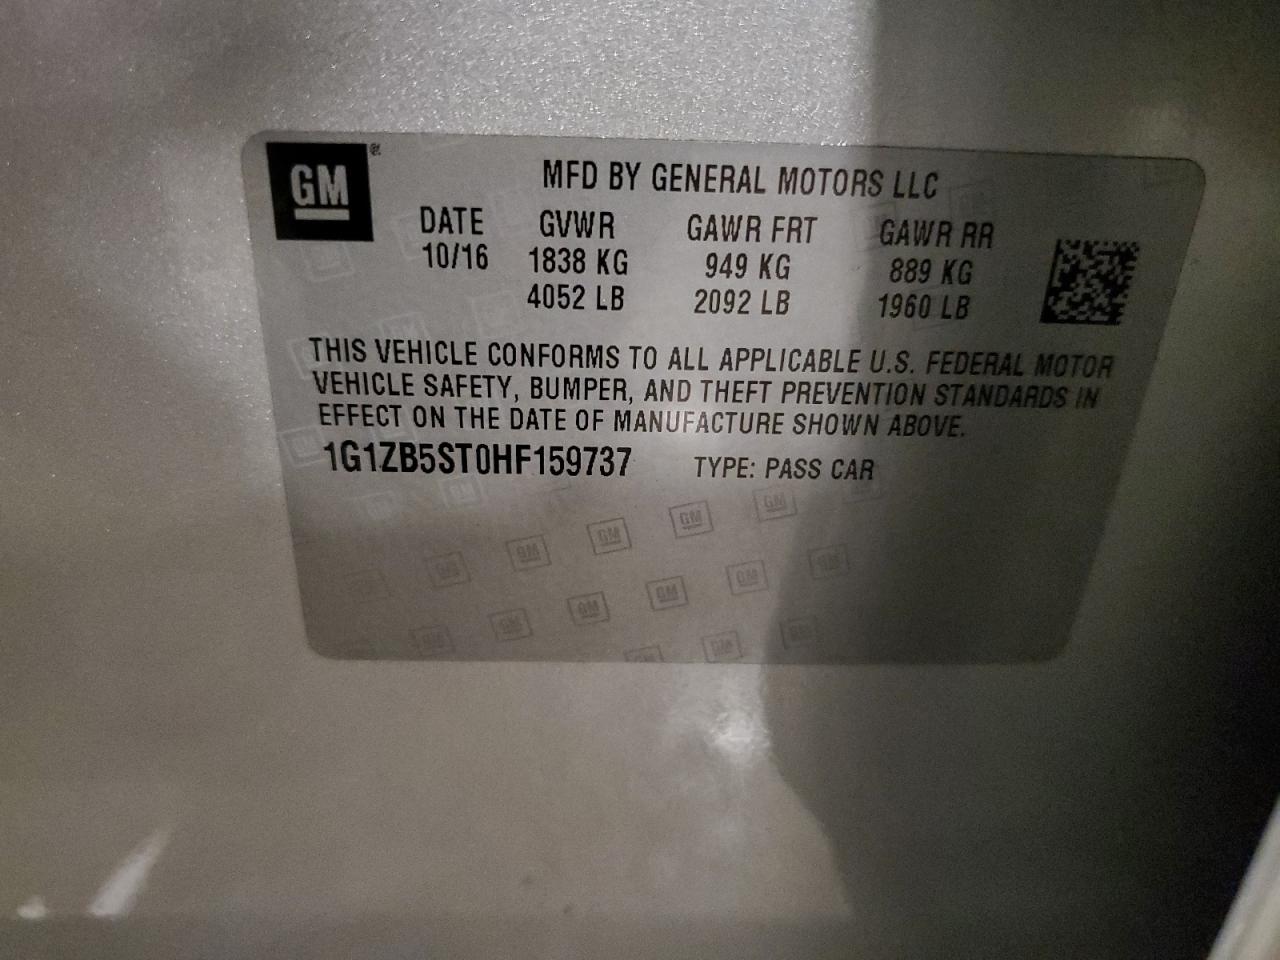 GM
MFD BY GENERAL MOTORS LLC
DATE GVWR GAWR FRT GAWR RR
10/16 1838 KG 949 KG 889 KG
4052 LB 2092 LB 1960 LB
THIS VEHICLE CONFORMS TO ALL APPLICABLE U.S. FEDERAL MOTOR
VEHICLE SAFETY, BUMPER, AND THEFT PREVENTION STANDARDS IN
EFFECT ON THE DATE OF MANUFACTURE SHOWN ABOVE.
1G1ZB5ST0HF159737 TYPE: PASS CAR